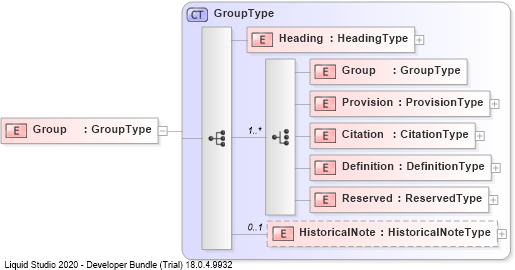 CT GroupType
E Heading : HeadingType
E Group : GroupType
E Provision : ProvisionType
E Group : GroupType
1..*
E Citation : CitationType
E Definition : DefinitionType
E Reserved : ReservedType
0..1
E HistoricalNote : HistoricalNoteType
Liquid Studio 2020 - Developer Bundle (Trial) 18.0.4.9932